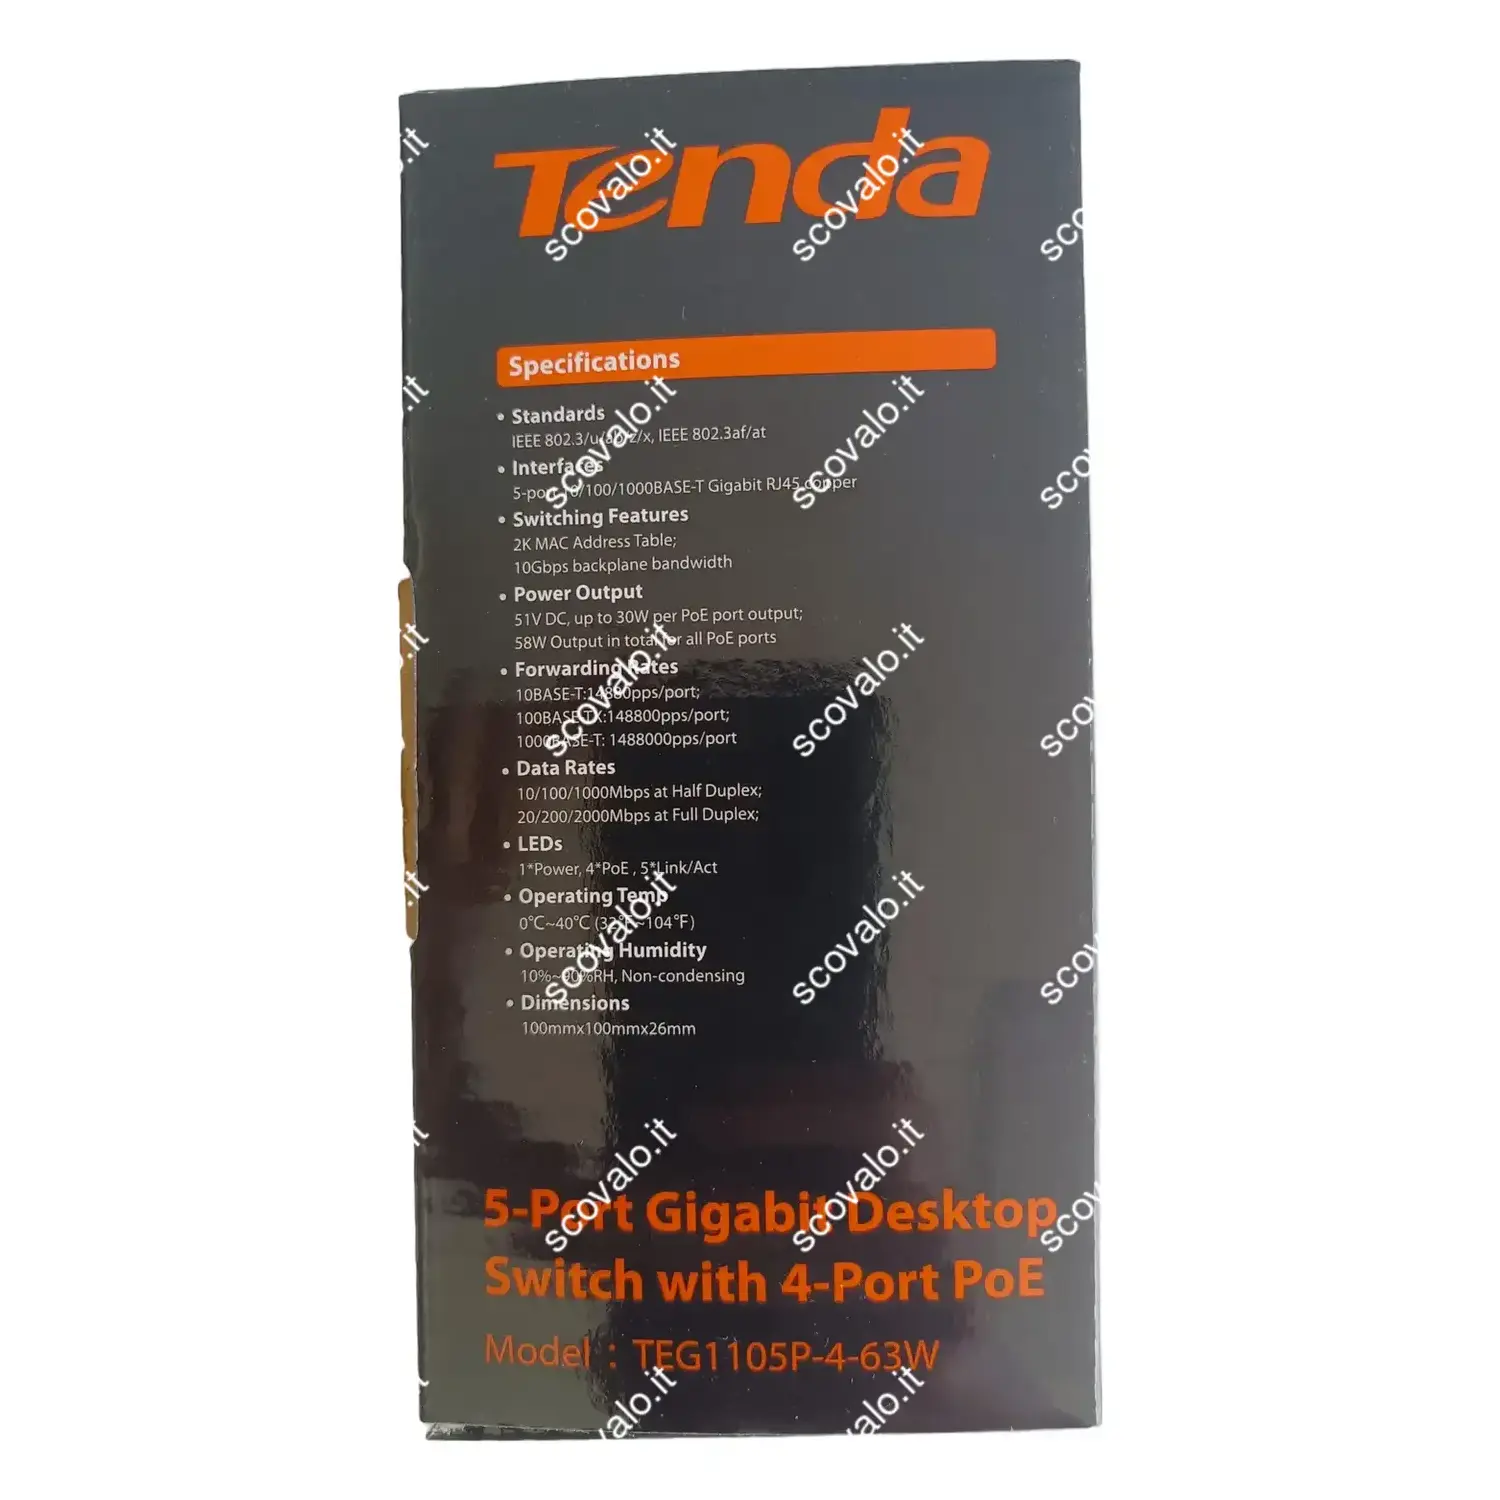 Tenda
Specifications
• Standards
IEEE 802.3/u/ab/z/x, IEEE 802.3af/at
• Interfaces
5-port 10/100/1000BASE-T Gigabit RJ45 copper
• Switching Features
2K MAC Address Table;
10Gbps backplane bandwidth
• Power Output
51V DC, up to 30W per PoE port output;
58W Output in total for all PoE ports
• Forwarding Rates
10BASE-T:14880pps/port;
100BASE-TX:148800pps/port;
1000BASE-T: 1488000pps/port
• Data Rates
10/100/1000Mbps at Half Duplex;
20/200/2000Mbps at Full Duplex;
• LEDs
1*Power, 4*PoE , 5*Link/Act
• Operating Temp
0℃~40℃ (32℉~104℉)
• Operating Humidity
10%~90%RH, Non-condensing
• Dimensions
100mmx100mmx26mm
5-Port Gigabit Desktop
Switch with 4-Port PoE
Model : TEG1105P-4-63W
scovalo.it